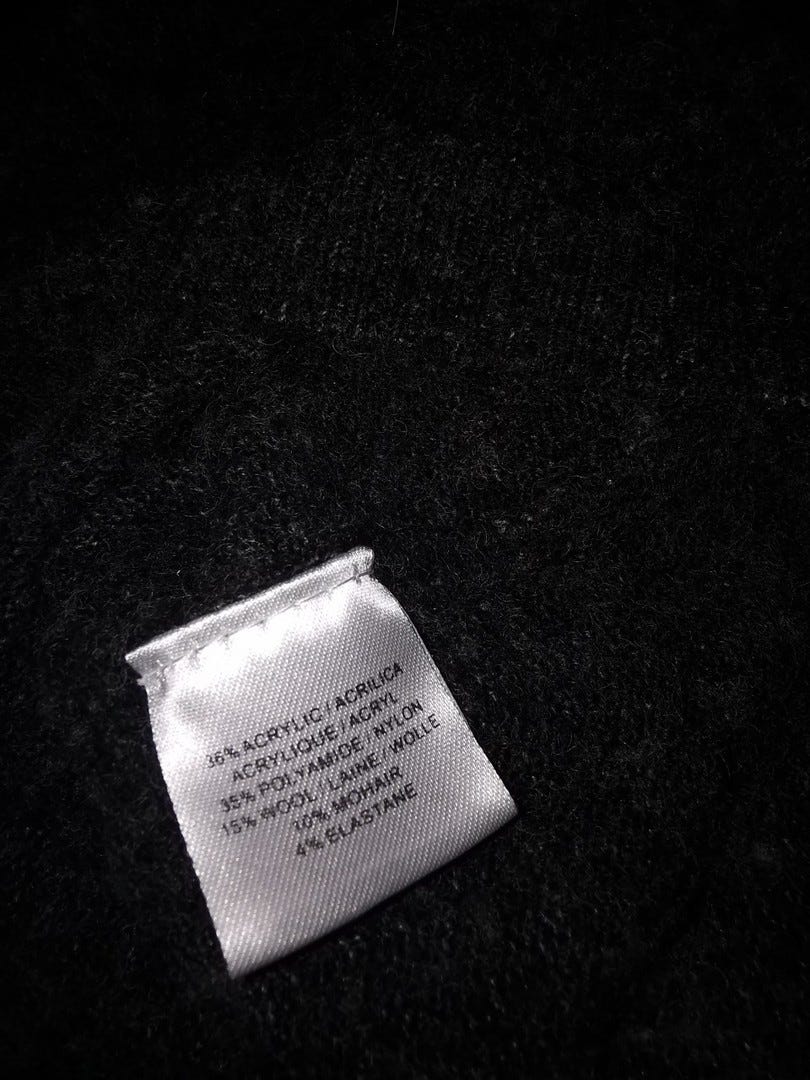 36% ACRYLIC / ACRILICA
ACRYLIQUE / ACRYL
35% POLYAMIDE / NYLON
15% WOOL / LAINE / WOLLE
10% MOHAIR
4% ELASTANE